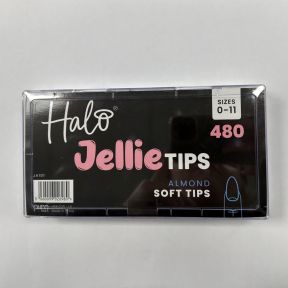 Halo®
Jellie TIPS
SIZES
0-11
480
ALMOND
SOFT TIPS